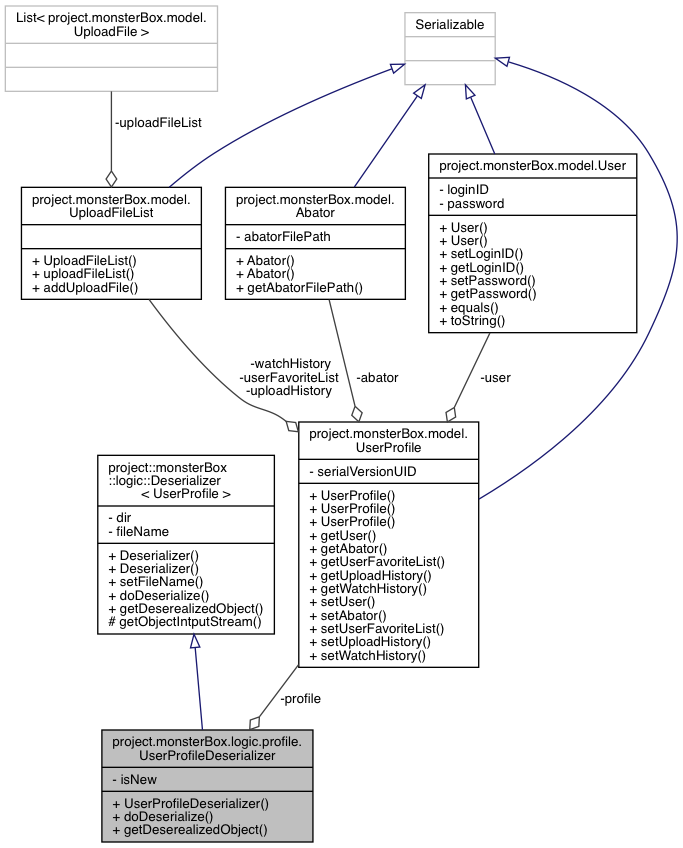 List< project.monsterBox.model.
UploadFile >
Serializable
-uploadFileList
project.monsterBox.model.
UploadFileList
+ UploadFileList()
+ uploadFileList()
+ addUploadFile()
project.monsterBox.model.
Abator
- abatorFilePath
+ Abator()
+ Abator()
+ getAbatorFilePath()
project.monsterBox.model.User
- loginID
- password
+ User()
+ User()
+ setLoginID()
+ getLoginID()
+ setPassword()
+ getPassword()
+ equals()
+ toString()
-watchHistory
-userFavoriteList
-uploadHistory
-abator
-user
project::monsterBox
::logic::Deserializer
< UserProfile >
- dir
- fileName
+ Deserializer()
+ Deserializer()
+ setFileName()
+ doDeserialize()
+ getDeserealizedObject()
# getObjectIntputStream()
project.monsterBox.model.
UserProfile
- serialVersionUID
+ UserProfile()
+ UserProfile()
+ UserProfile()
+ getUser()
+ getAbator()
+ getUserFavoriteList()
+ getUploadHistory()
+ getWatchHistory()
+ setUser()
+ setAbator()
+ setUserFavoriteList()
+ setUploadHistory()
+ setWatchHistory()
-profile
project.monsterBox.logic.profile.
UserProfileDeserializer
- isNew
+ UserProfileDeserializer()
+ doDeserialize()
+ getDeserealizedObject()